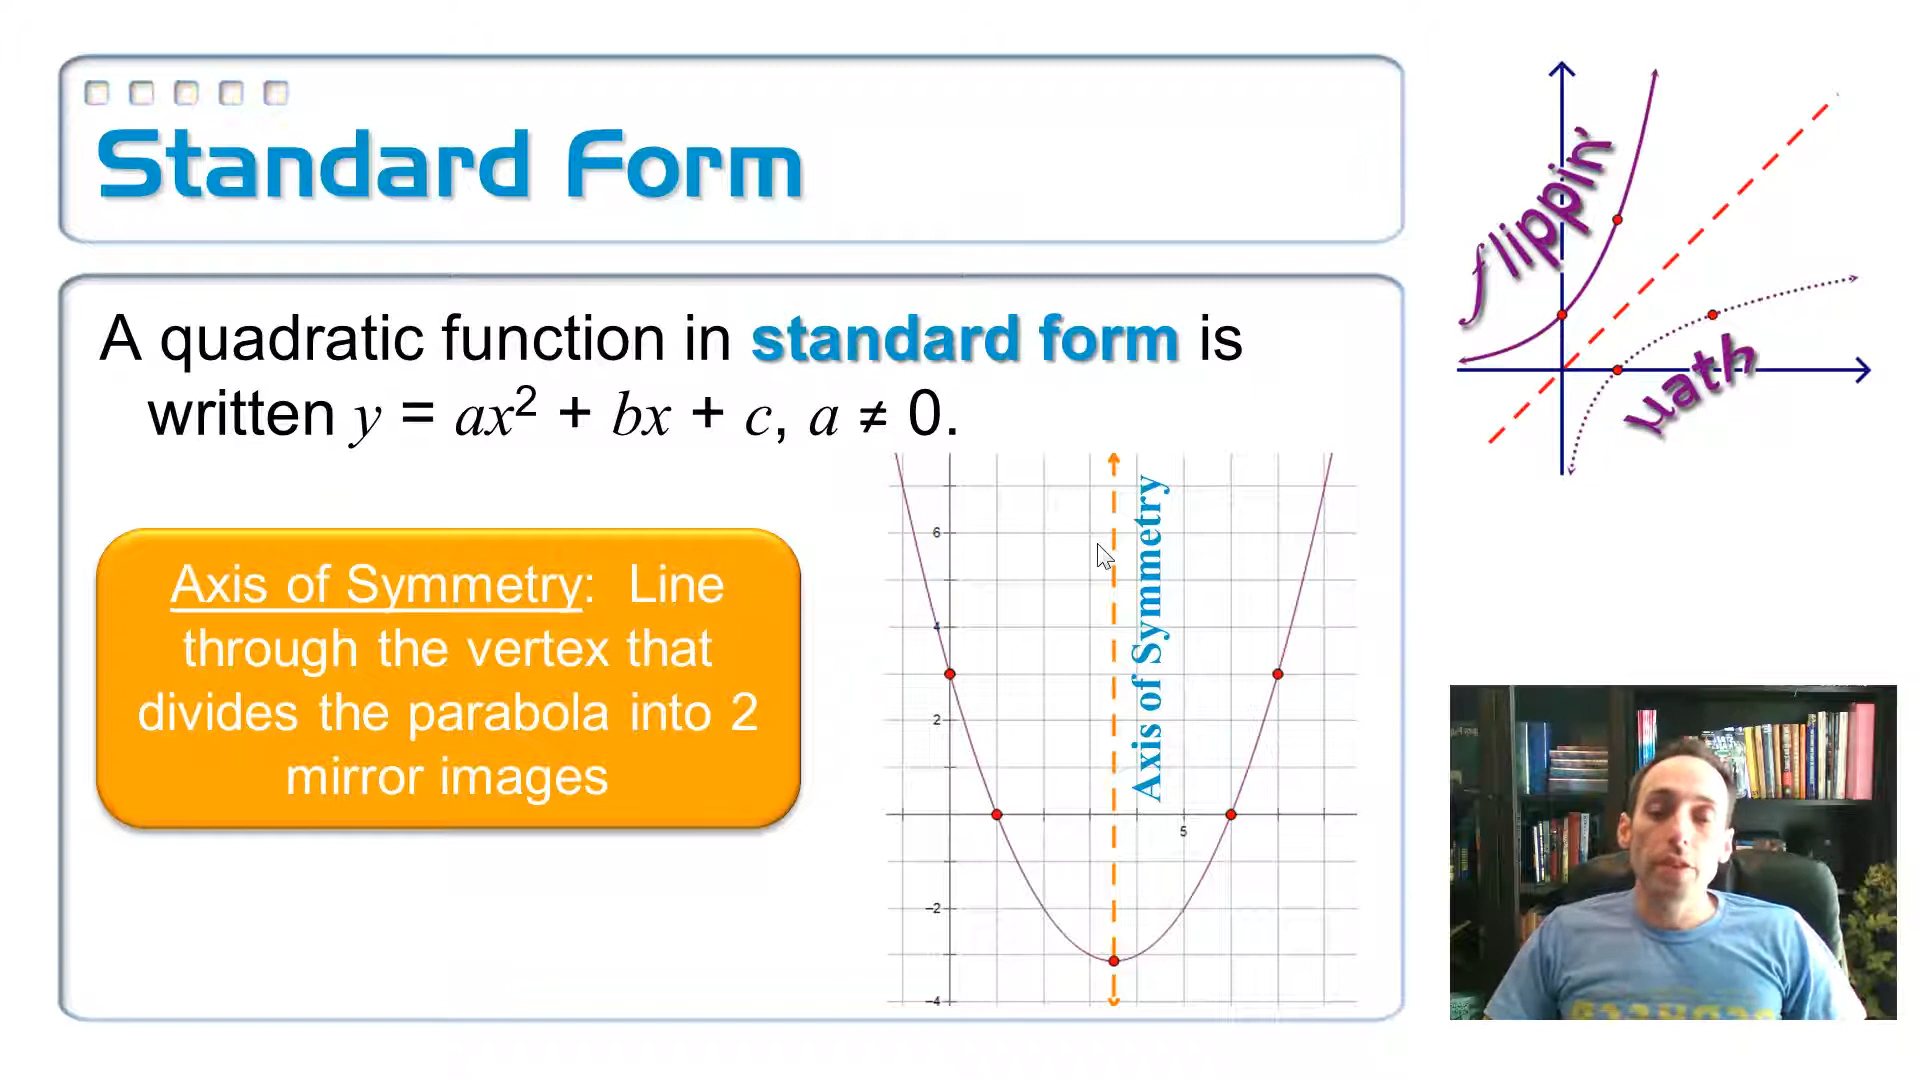 Standard Form
A quadratic function in standard form is
written y = ax² + bx + c, a ≠ 0.
Axis of Symmetry: Line
through the vertex that
divides the parabola into 2
mirror images
Axis of Symmetry
6
4
2
5
−2
−4
flippin'
math